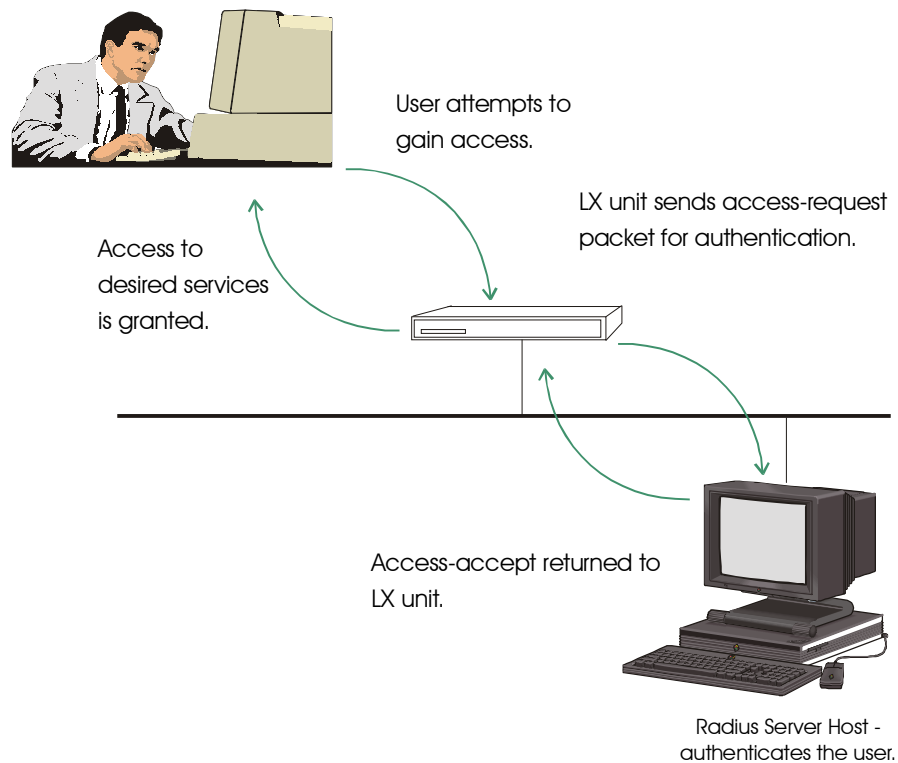 User attempts to
gain access.
LX unit sends access-request
packet for authentication.
Access to
desired services
is granted.
Access-accept returned to
LX unit.
Radius Server Host -
authenticates the user.